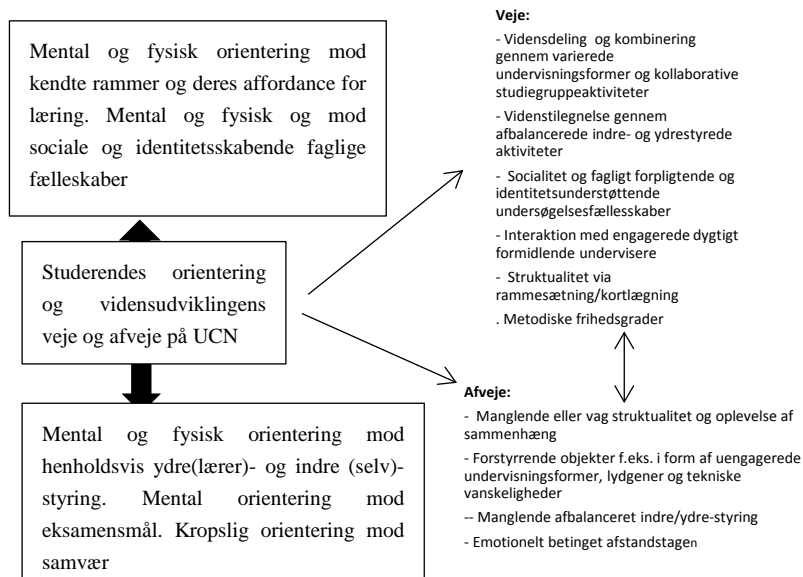 Mental og fysisk orientering mod
kendte rammer og deres affordance for
læring. Mental og fysisk og mod
sociale og identitetsskabende faglige
fælleskaber
Studerendes orientering
og vidensudviklingens
veje og afveje på UCN
Mental og fysisk orientering mod
henholdsvis ydre(lærer)- og indre (selv)-
styring. Mental orientering mod
eksamensmål. Kropslig orientering mod
samvær
Veje:
- Vidensdeling og kombinering
gennem varierede
undervisningsformer og kollaborative
studiegruppeaktiviteter
- Videnstilegnelse gennem
afbalancerede indre- og ydrestyrede
aktiviteter
- Socialitet og fagligt forpligtende og
identitetsunderstøttende
undersøgelsesfællesskaber
- Interaktion med engagerede dygtigt
formidlende undervisere
- Struktualitet via
rammesætning/kortlægning
. Metodiske frihedsgrader
Afveje:
- Manglende eller vag struktualitet og oplevelse af
sammenhæng
- Forstyrrende objekter f.eks. i form af uengagerede
undervisningsformer, lydgener og tekniske
vanskeligheder
-- Manglende afbalanceret indre/ydre-styring
- Emotionelt betinget afstandstagen